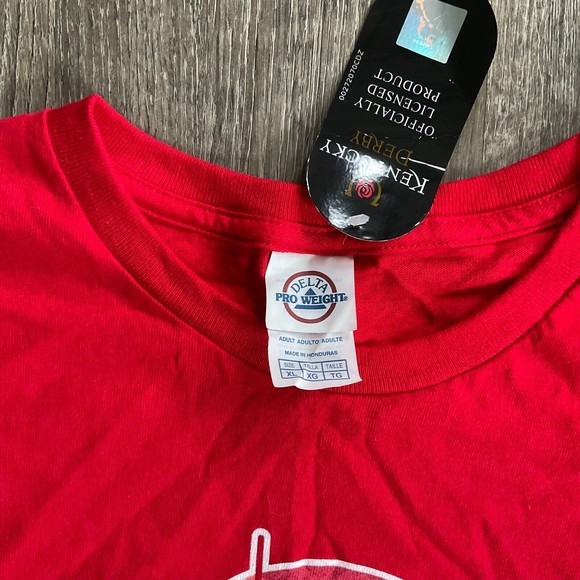 KENTUCKY
DERBY
OFFICIALLY
LICENSED
PRODUCT
00272070CDZ
DELTA
PRO WEIGHT®
ADULT ADULTO ADULTE
MADE IN HONDURAS
SIZE TALLA TAILLE
XL XG TG